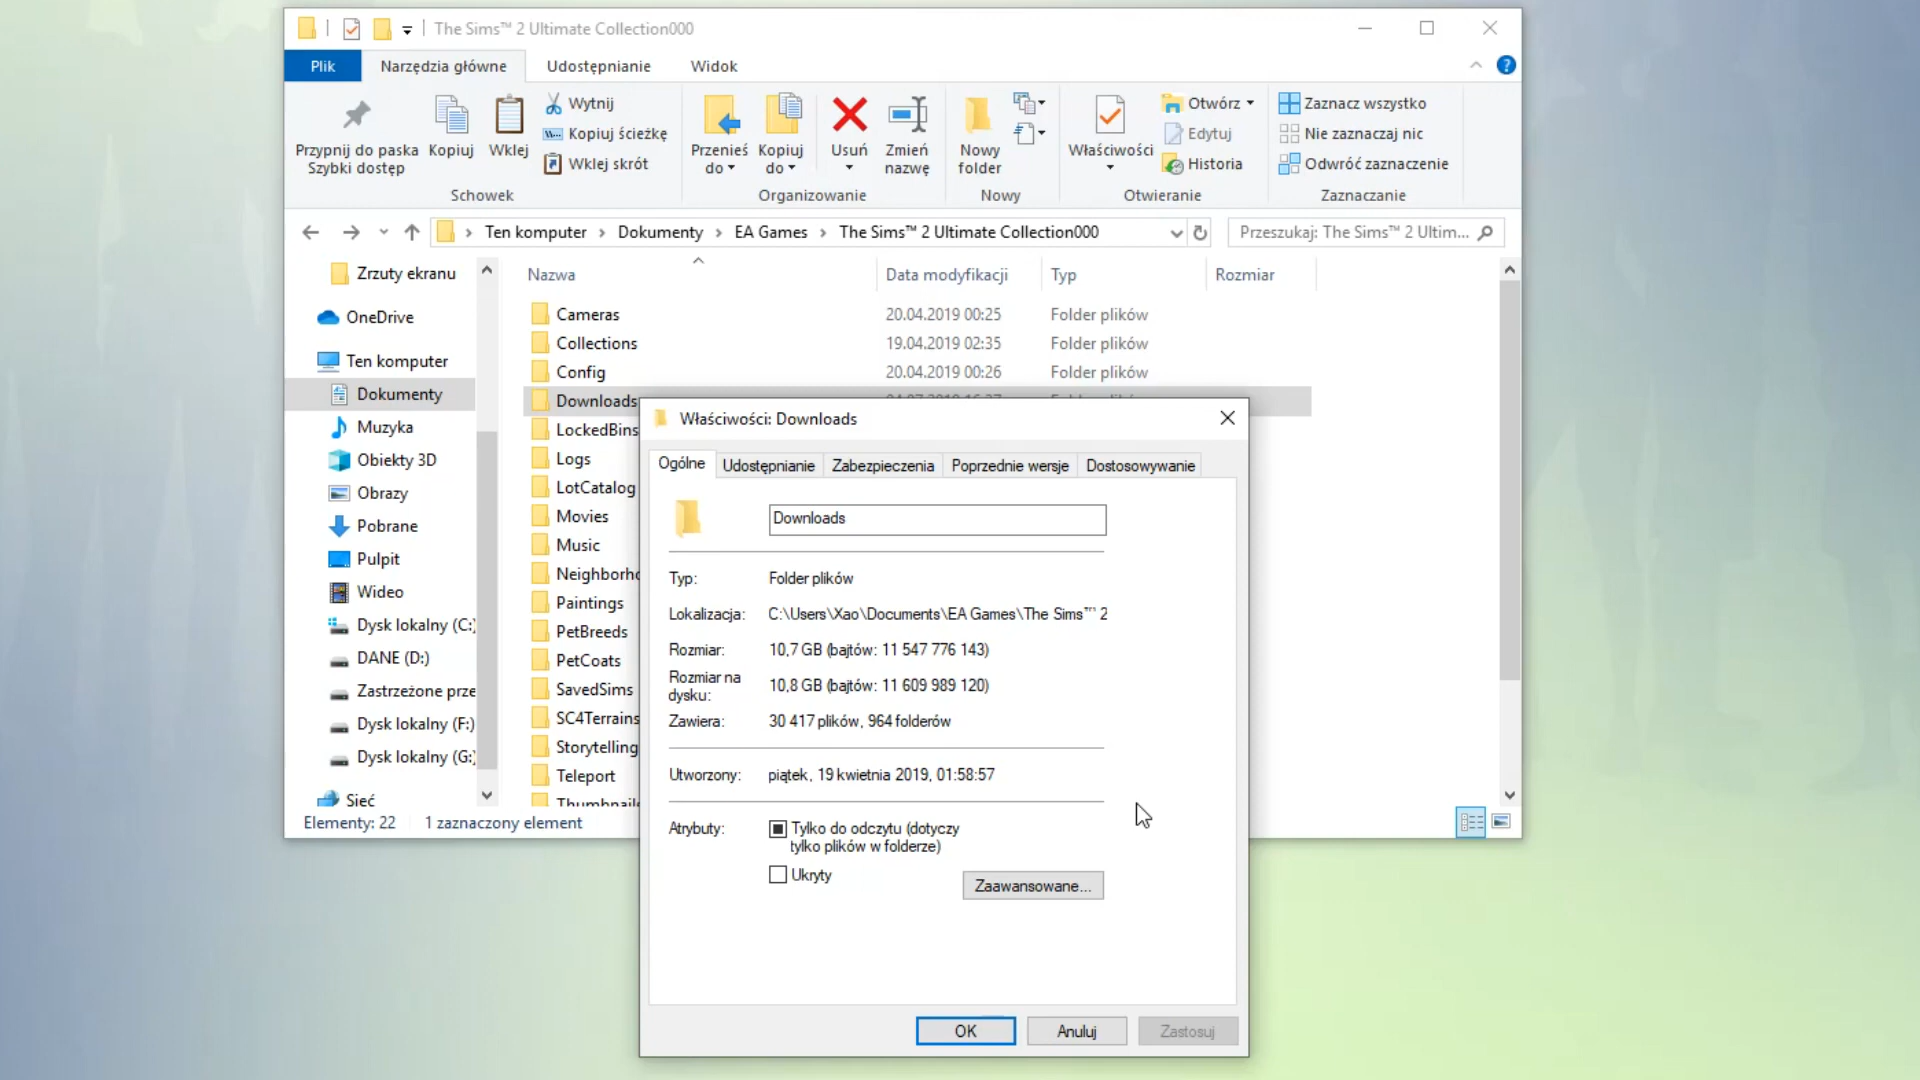 The Sims™ 2 Ultimate Collection000
Plik
Narzędzia główne
Udostępnianie
Widok
Przypnij do paska
Szybki dostęp
Kopiuj
Wklej
Wytnij
Kopiuj ścieżkę
Wklej skrót
Schowek
Przenieś
do
Kopiuj
do
Usuń
Zmień
nazwę
Organizowanie
Nowy
folder
Nowy
Właściwości
Otwórz
Edytuj
Historia
Otwieranie
Zaznacz wszystko
Nie zaznaczaj nic
Odwróć zaznaczenie
Zaznaczanie
Ten komputer > Dokumenty > EA Games > The Sims™ 2 Ultimate Collection000
Przeszukaj: The Sims™ 2 Ultim...
Zrzuty ekranu
OneDrive
Ten komputer
Dokumenty
Muzyka
Obiekty 3D
Obrazy
Pobrane
Pulpit
Wideo
Dysk lokalny (C:)
DANE (D:)
Zastrzeżone prze
Dysk lokalny (F:)
Dysk lokalny (G:)
Sieć
Nazwa Data modyfikacji Typ Rozmiar
Cameras 20.04.2019 00:25 Folder plików
Collections 19.04.2019 02:35 Folder plików
Config 20.04.2019 00:26 Folder plików
Downloads
LockedBins
Logs
LotCatalog
Movies
Music
Neighborho
Paintings
PetBreeds
PetCoats
SavedSims
SC4Terrains
Storytelling
Teleport
Thumbnails
Elementy: 22 1 zaznaczony element
Właściwości: Downloads
Ogólne Udostępnianie Zabezpieczenia Poprzednie wersje Dostosowywanie
Downloads
Typ: Folder plików
Lokalizacja: C:\Users\Xao\Documents\EA Games\The Sims™ 2
Rozmiar: 10,7 GB (bajtów: 11 547 776 143)
Rozmiar na
dysku: 10,8 GB (bajtów: 11 609 989 120)
Zawiera: 30 417 plików, 964 folderów
Utworzony: piątek, 19 kwietnia 2019, 01:58:57
Atrybuty: Tylko do odczytu (dotyczy
tylko plików w folderze)
Ukryty
Zaawansowane...
OK Anuluj Zastosuj